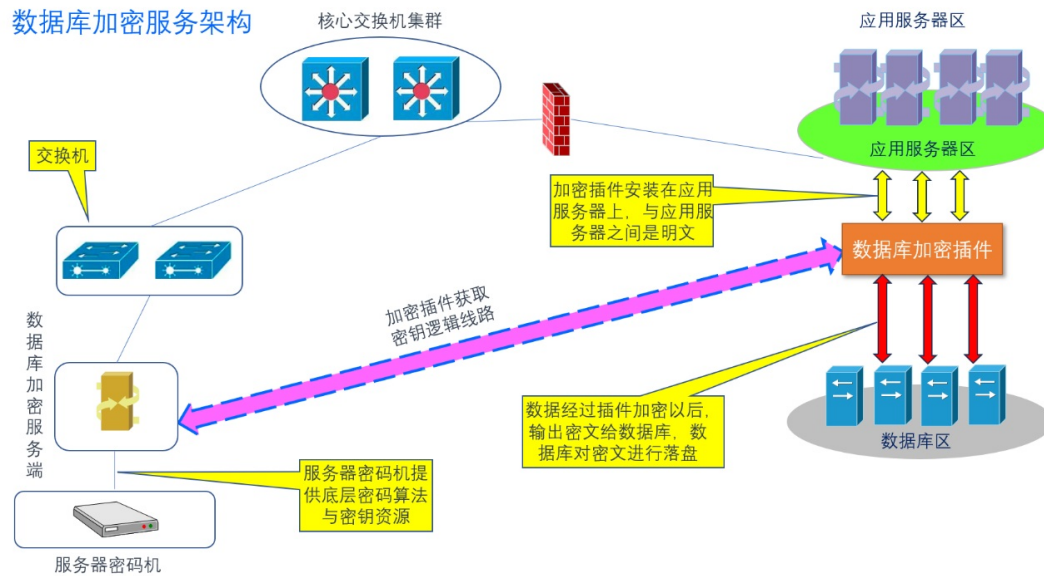 数据库加密服务架构
核心交换机集群
应用服务器区
应用服务器区
交换机
加密插件安装在应用
服务器上，与应用服
务器之间是明文
数据库加密插件
加密插件获取
密钥逻辑线路
数据库加密服务端
数据经过插件加密以后，
输出密文给数据库，数
据库对密文进行落盘
数据库区
服务器密码机提
供底层密码算法
与密钥资源
服务器密码机